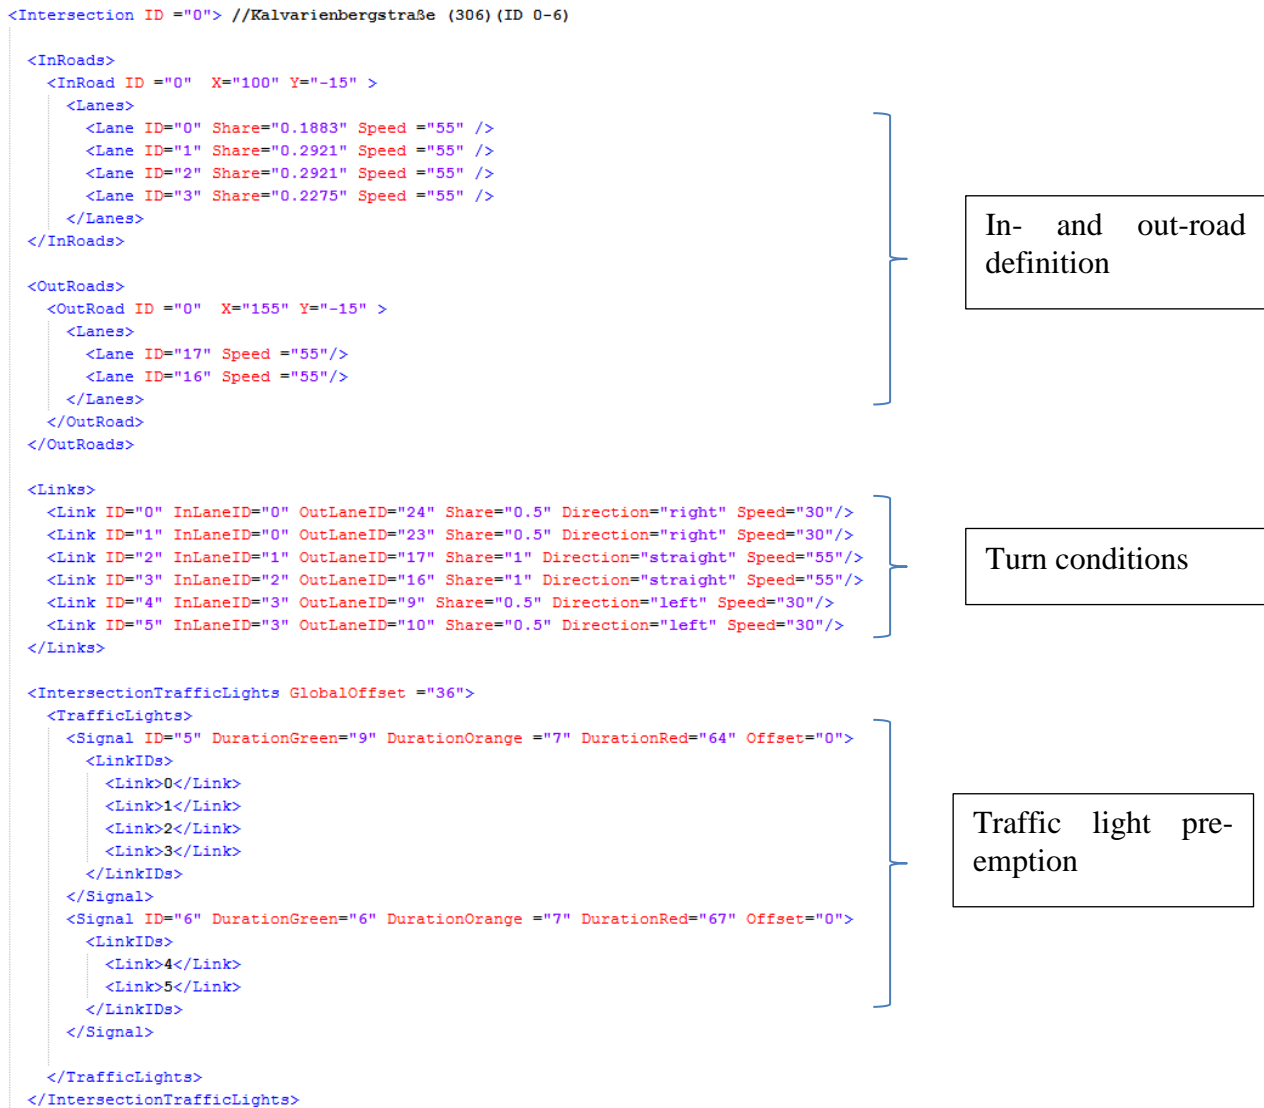 <Intersection ID ="0"> //Kalvarienbergstraße (306)(ID 0-6)
<InRoads>
<InRoad ID ="0"  X="100" Y="-15" >
<Lanes>
<Lane ID="0" Share="0.1883" Speed ="55" />
<Lane ID="1" Share="0.2921" Speed ="55" />
<Lane ID="2" Share="0.2921" Speed ="55" />
<Lane ID="3" Share="0.2275" Speed ="55" />
</Lanes>
</InRoads>
In- and out-road
definition
<OutRoads>
<OutRoad ID ="0"  X="155" Y="-15" >
<Lanes>
<Lane ID="17" Speed ="55"/>
<Lane ID="16" Speed ="55"/>
</Lanes>
</OutRoad>
</OutRoads>
<Links>
<Link ID="0" InLaneID="0" OutLaneID="24" Share="0.5" Direction="right" Speed="30"/>
<Link ID="1" InLaneID="0" OutLaneID="23" Share="0.5" Direction="right" Speed="30"/>
<Link ID="2" InLaneID="1" OutLaneID="17" Share="1" Direction="straight" Speed="55"/>
<Link ID="3" InLaneID="2" OutLaneID="16" Share="1" Direction="straight" Speed="55"/>
<Link ID="4" InLaneID="3" OutLaneID="9" Share="0.5" Direction="left" Speed="30"/>
<Link ID="5" InLaneID="3" OutLaneID="10" Share="0.5" Direction="left" Speed="30"/>
</Links>
Turn conditions
<IntersectionTrafficLights GlobalOffset ="36">
<TrafficLights>
<Signal ID="5" DurationGreen="9" DurationOrange ="7" DurationRed="64" Offset="0">
<LinkIDs>
<Link>0</Link>
<Link>1</Link>
<Link>2</Link>
<Link>3</Link>
</LinkIDs>
</Signal>
<Signal ID="6" DurationGreen="6" DurationOrange ="7" DurationRed="67" Offset="0">
<LinkIDs>
<Link>4</Link>
<Link>5</Link>
</LinkIDs>
</Signal>
</TrafficLights>
</IntersectionTrafficLights>
Traffic light pre-
emption